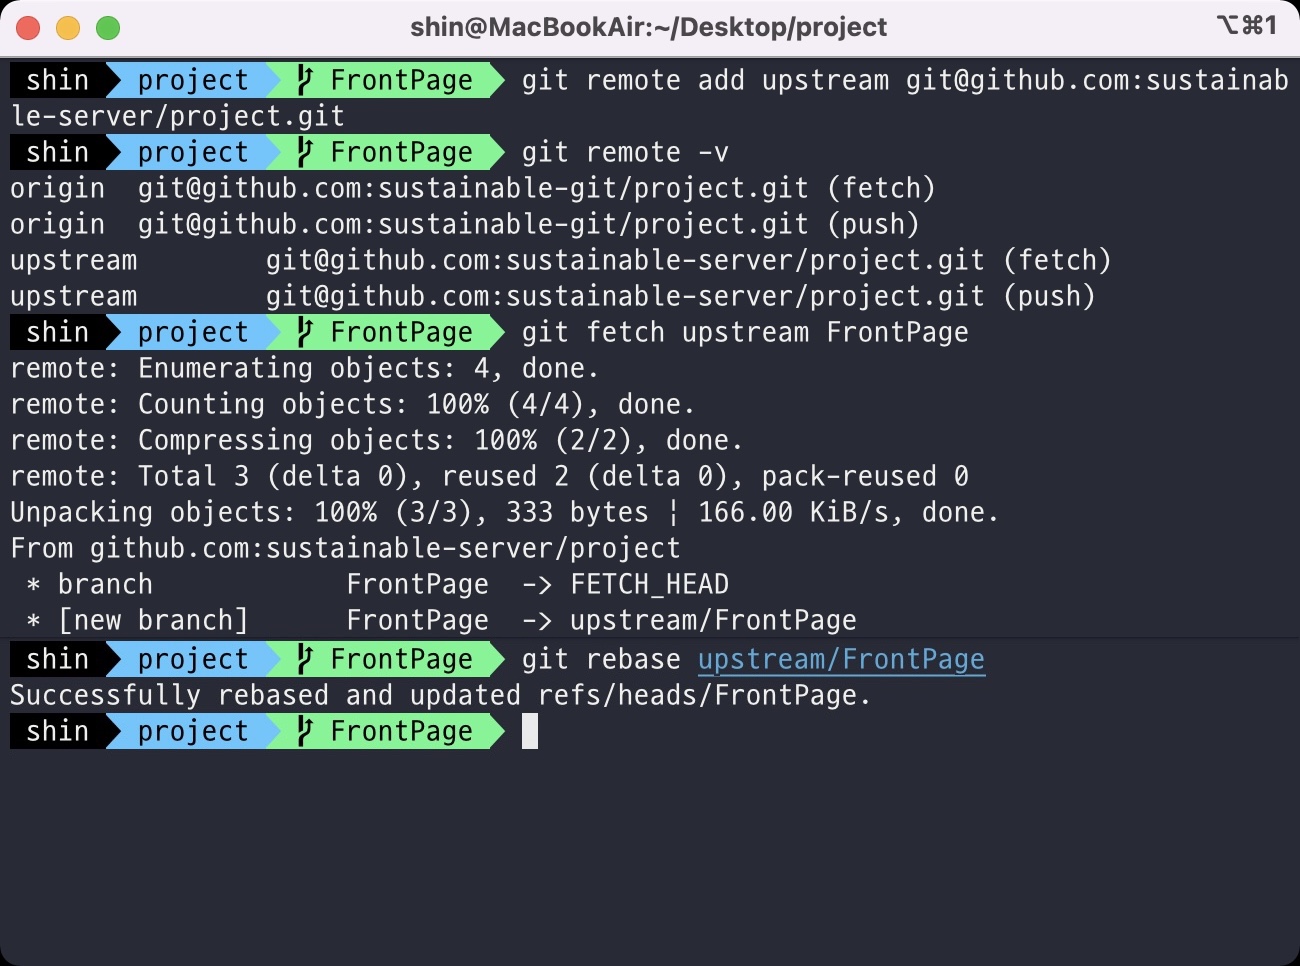 shin@MacBookAir:~/Desktop/project ⌥⌘1
shin project FrontPage git remote add upstream git@github.com:sustainab
le-server/project.git
shin project FrontPage git remote -v
origin  git@github.com:sustainable-git/project.git (fetch)
origin  git@github.com:sustainable-git/project.git (push)
upstream        git@github.com:sustainable-server/project.git (fetch)
upstream        git@github.com:sustainable-server/project.git (push)
shin project FrontPage git fetch upstream FrontPage
remote: Enumerating objects: 4, done.
remote: Counting objects: 100% (4/4), done.
remote: Compressing objects: 100% (2/2), done.
remote: Total 3 (delta 0), reused 2 (delta 0), pack-reused 0
Unpacking objects: 100% (3/3), 333 bytes ¦ 166.00 KiB/s, done.
From github.com:sustainable-server/project
 * branch            FrontPage  -> FETCH_HEAD
 * [new branch]      FrontPage  -> upstream/FrontPage
shin project FrontPage git rebase upstream/FrontPage
Successfully rebased and updated refs/heads/FrontPage.
shin project FrontPage